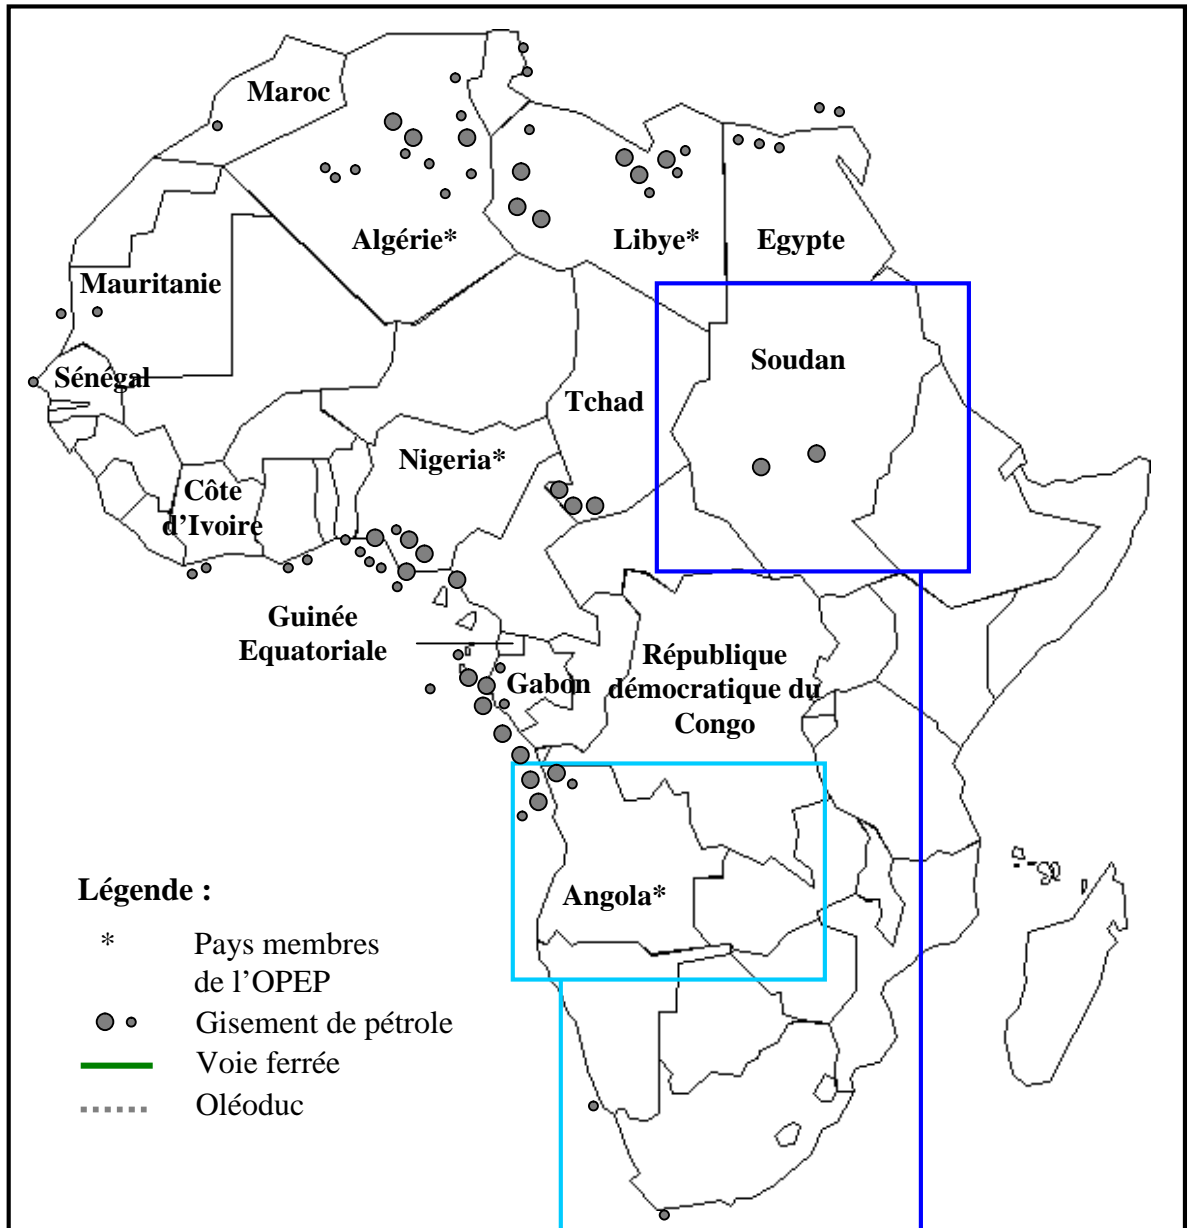 Maroc
Algérie*
Libye*
Egypte
Mauritanie
Soudan
Sénégal
Tchad
Nigeria*
Côte
d’Ivoire
Guinée
Equatoriale
Gabon
République
démocratique du
Congo
Angola*
Légende :
* Pays membres
de l’OPEP
Gisement de pétrole
Voie ferrée
Oléoduc